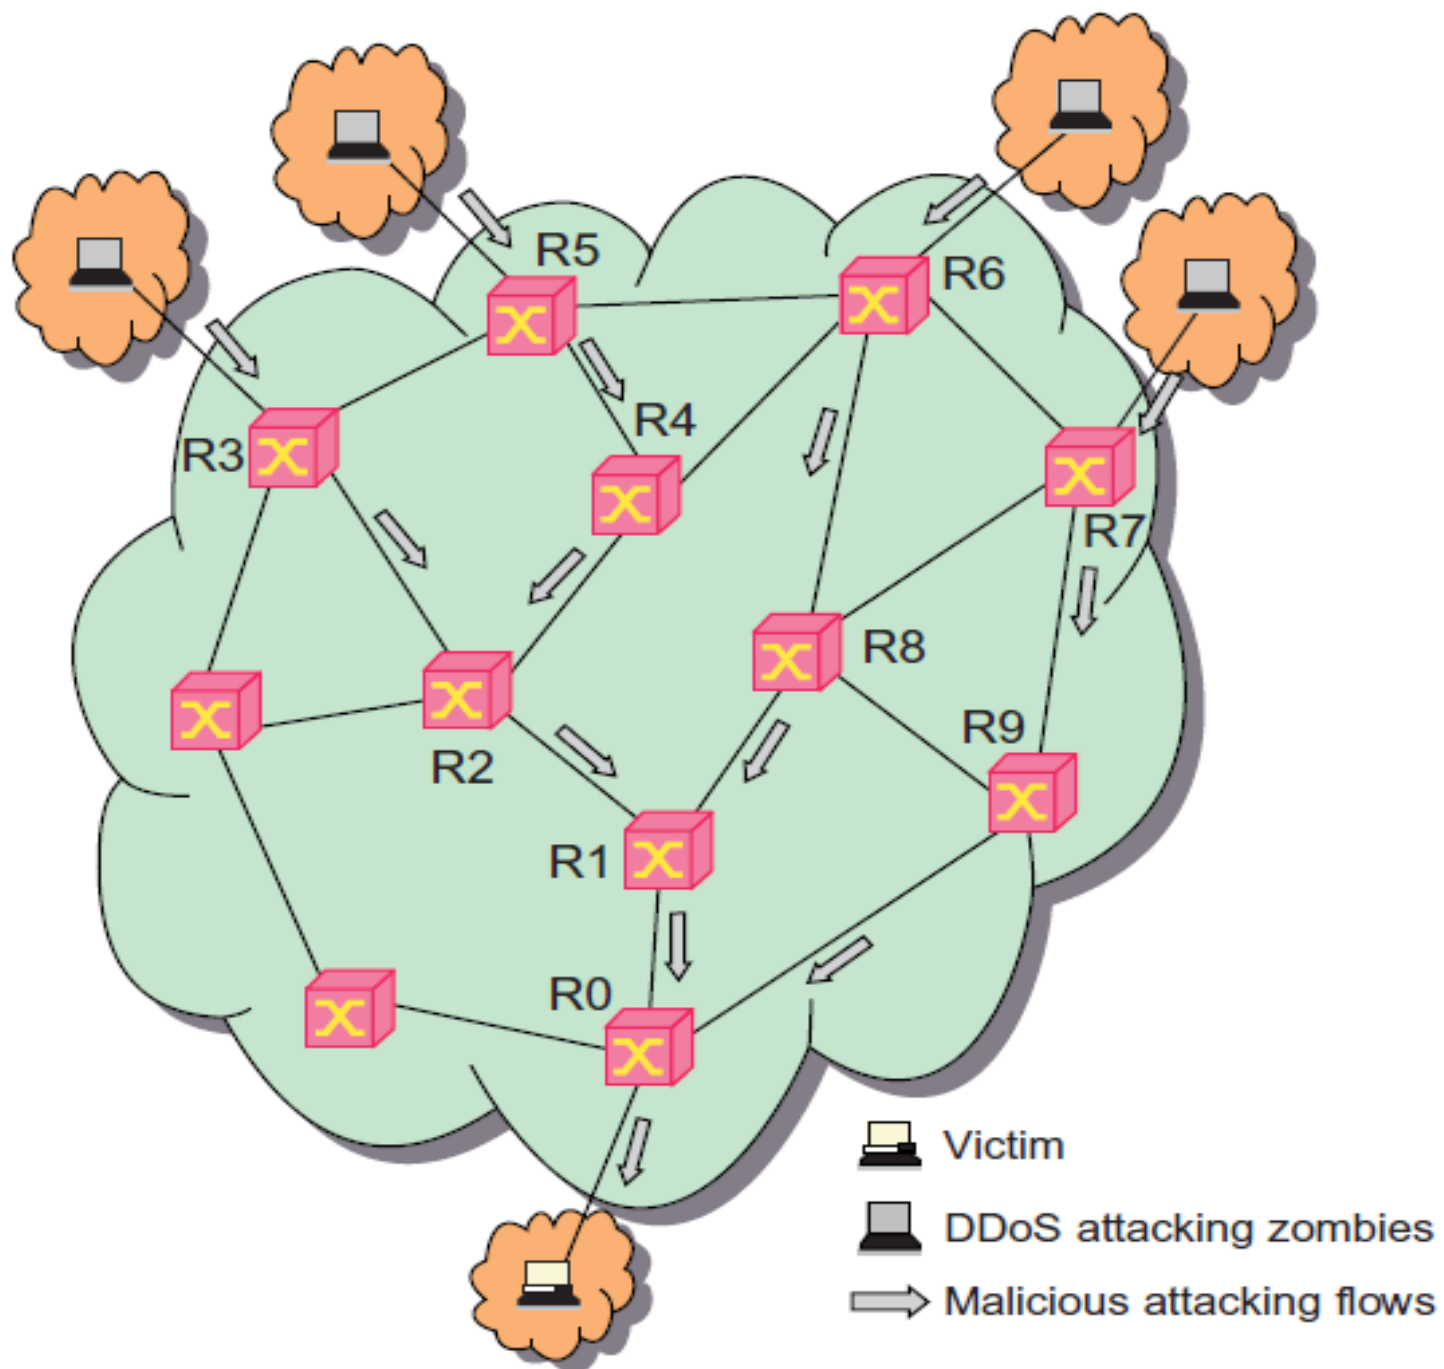 R5
R6
R4
R3
R7
R8
R9
R2
R1
R0
Victim
DDoS attacking zombies
Malicious attacking flows